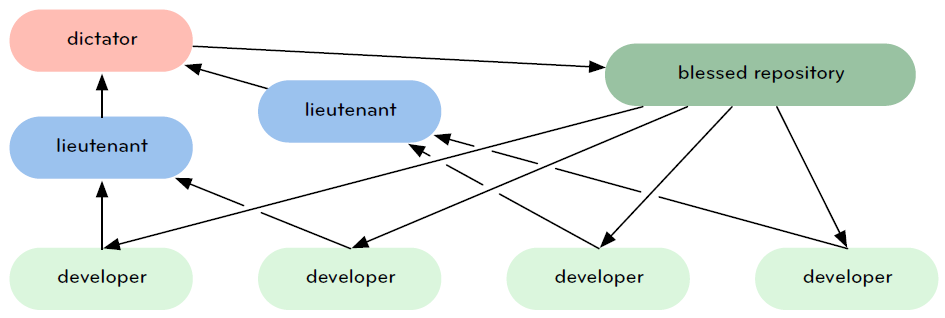 dictator
blessed repository
lieutenant
lieutenant
developer
developer
developer
developer